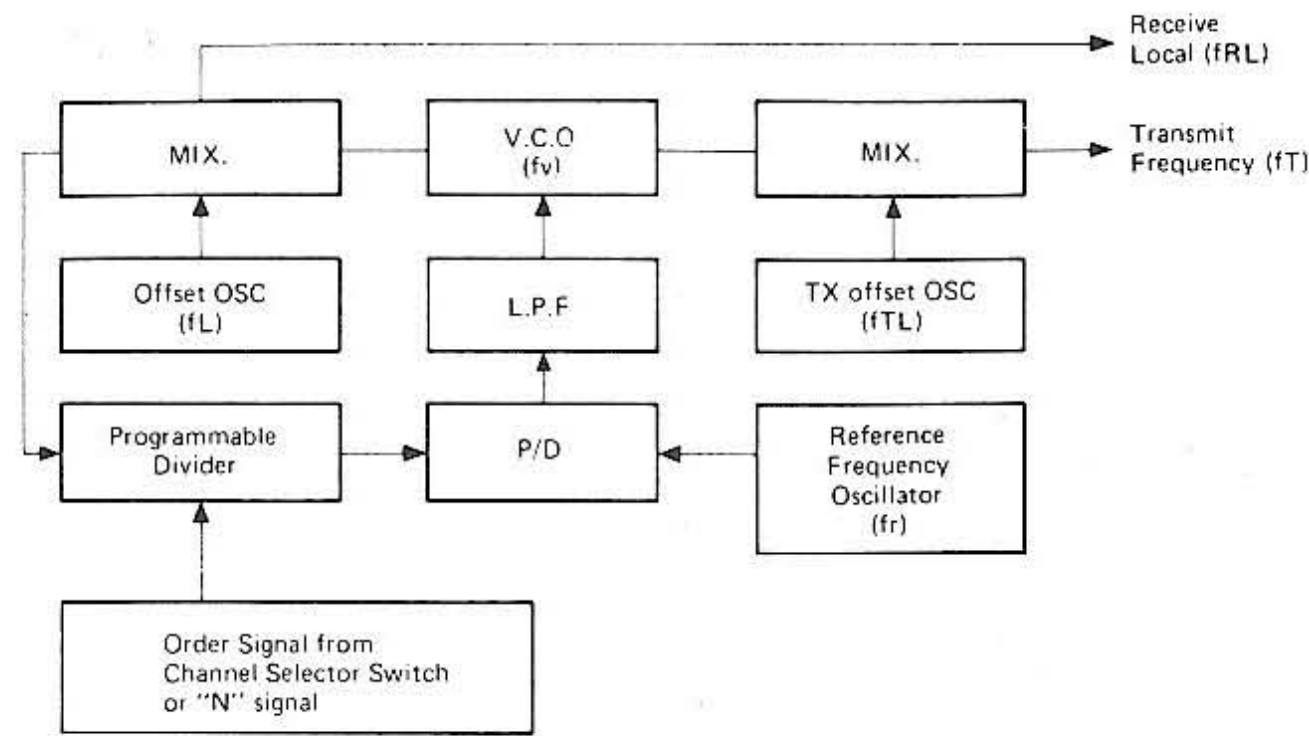 Receive
Local (fRL)
MIX.
V.C.O
(fv)
MIX.
Transmit
Frequency (fT)
Offset OSC
(fL)
L.P.F
TX offset OSC
(fTL)
Programmable
Divider
P/D
Reference
Frequency
Oscillator
(fr)
Order Signal from
Channel Selector Switch
or "N" signal